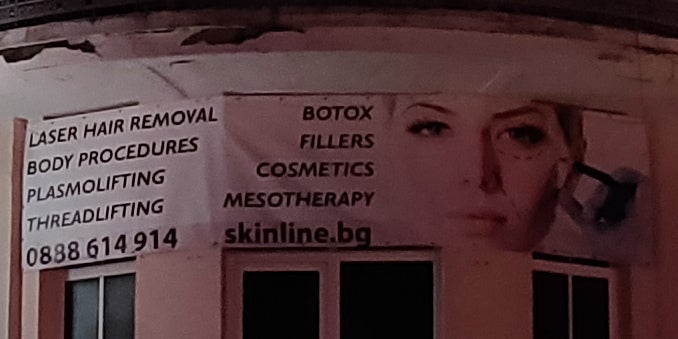 LASER HAIR REMOVAL
BODY PROCEDURES
PLASMOLIFTING
THREADLIFTING
0888 614 914
BOTOX
FILLERS
COSMETICS
MESOTHERAPY
skinline.bg